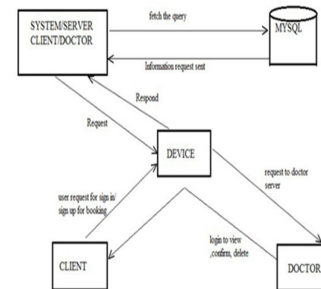 fetch the query
SYSTEM/SERVER
CLIENT/DOCTOR
MYSQL
Information request sent
Respond
Request
DEVICE
request to doctor
server
user request for sign in/
sign up for booking
login to view
,confirm, delete
CLIENT
DOCTOR